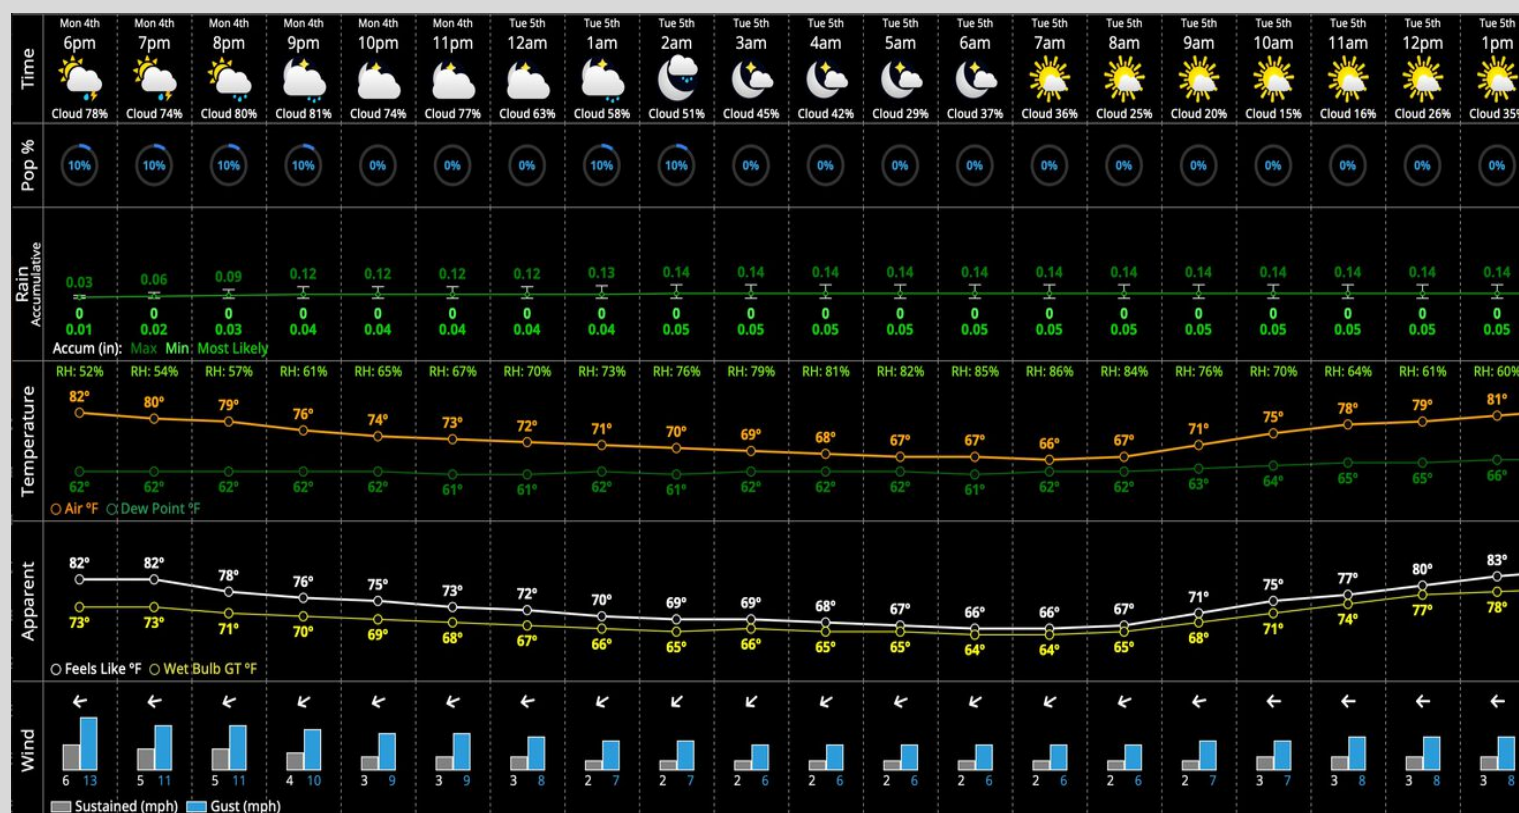 Time
Mon 4th Mon 4th Mon 4th Mon 4th Mon 4th Mon 4th Tue 5th Tue 5th Tue 5th Tue 5th Tue 5th Tue 5th Tue 5th Tue 5th Tue 5th Tue 5th Tue 5th Tue 5th Tue 5th Tue 5th
6pm 7pm 8pm 9pm 10pm 11pm 12am 1am 2am 3am 4am 5am 6am 7am 8am 9am 10am 11am 12pm 1pm
Cloud 78% Cloud 74% Cloud 80% Cloud 81% Cloud 74% Cloud 77% Cloud 63% Cloud 58% Cloud 51% Cloud 45% Cloud 42% Cloud 29% Cloud 37% Cloud 36% Cloud 25% Cloud 20% Cloud 15% Cloud 16% Cloud 26% Cloud 35%
Pop %
10% 10% 10% 10% 0% 0% 0% 10% 10% 0% 0% 0% 0% 0% 0% 0% 0% 0% 0% 0%
Rain
Accumulative
0.03 0.06 0.09 0.12 0.12 0.12 0.12 0.13 0.14 0.14 0.14 0.14 0.14 0.14 0.14 0.14 0.14 0.14 0.14 0.14
0 0 0 0 0 0 0 0 0 0 0 0 0 0 0 0 0 0 0 0
0.01 0.02 0.03 0.04 0.04 0.04 0.04 0.04 0.05 0.05 0.05 0.05 0.05 0.05 0.05 0.05 0.05 0.05 0.05 0.05
Accum (in): Max Min Most Likely
Temperature
RH: 52% RH: 54% RH: 57% RH: 61% RH: 65% RH: 67% RH: 70% RH: 73% RH: 76% RH: 79% RH: 81% RH: 82% RH: 85% RH: 86% RH: 84% RH: 76% RH: 70% RH: 64% RH: 61% RH: 60%
82° 80° 79° 76° 74° 73° 72° 71° 70° 69° 68° 67° 67° 66° 67° 71° 75° 78° 79° 81°
62° 62° 62° 62° 62° 61° 61° 62° 61° 62° 62° 62° 61° 62° 62° 63° 64° 65° 65° 66°
Air °F Dew Point °F
Apparent
82° 82° 78° 76° 75° 73° 72° 70° 69° 69° 68° 67° 66° 66° 67° 71° 75° 77° 80° 83°
73° 73° 71° 70° 69° 68° 67° 66° 65° 66° 65° 65° 64° 64° 65° 68° 71° 74° 77° 78°
Feels Like °F Wet Bulb GT °F
Wind
6 13 5 11 5 11 4 10 3 9 3 9 3 8 2 7 2 7 2 6 2 6 2 6 2 6 2 6 2 6 2 7 3 7 3 8 3 8 3 8
Sustained (mph) Gust (mph)